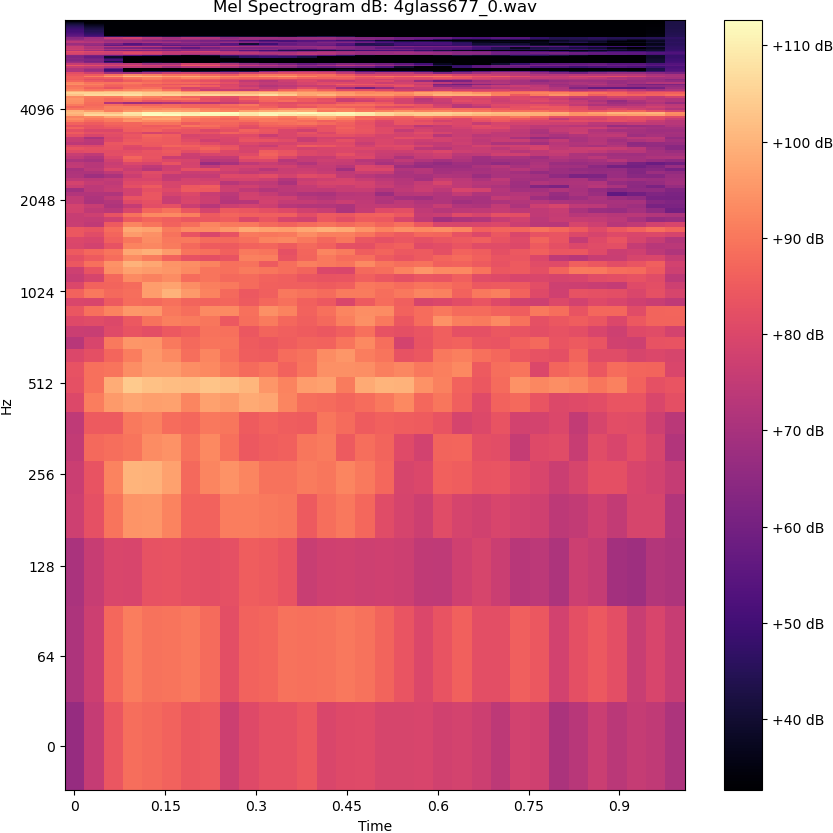 Mel Spectrogram dB: 4glass677_0.wav
+110 dB
4096
+100 dB
2048
+90 dB
1024
+80 dB
512
Hz
+70 dB
256
+60 dB
128
+50 dB
64
+40 dB
0
0 0.15 0.3 0.45 0.6 0.75 0.9
Time